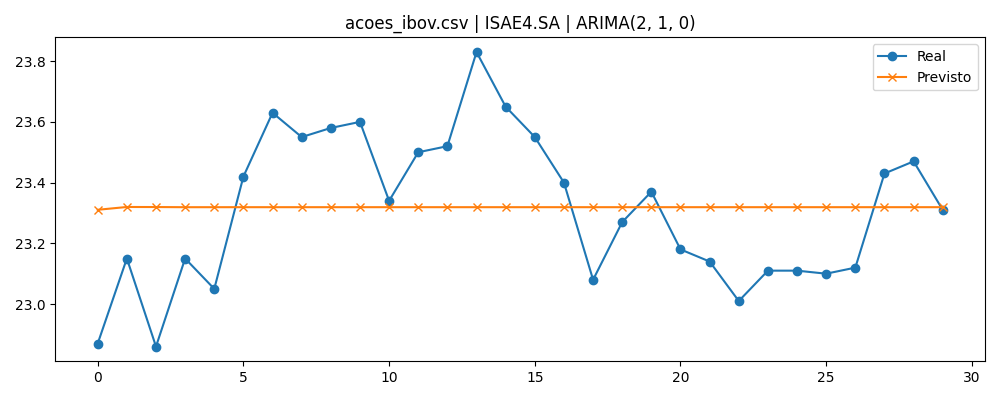 acoes_ibov.csv | ISAE4.SA | ARIMA(2, 1, 0)
Real
Previsto
23.8
23.6
23.4
23.2
23.0
0 5 10 15 20 25 30